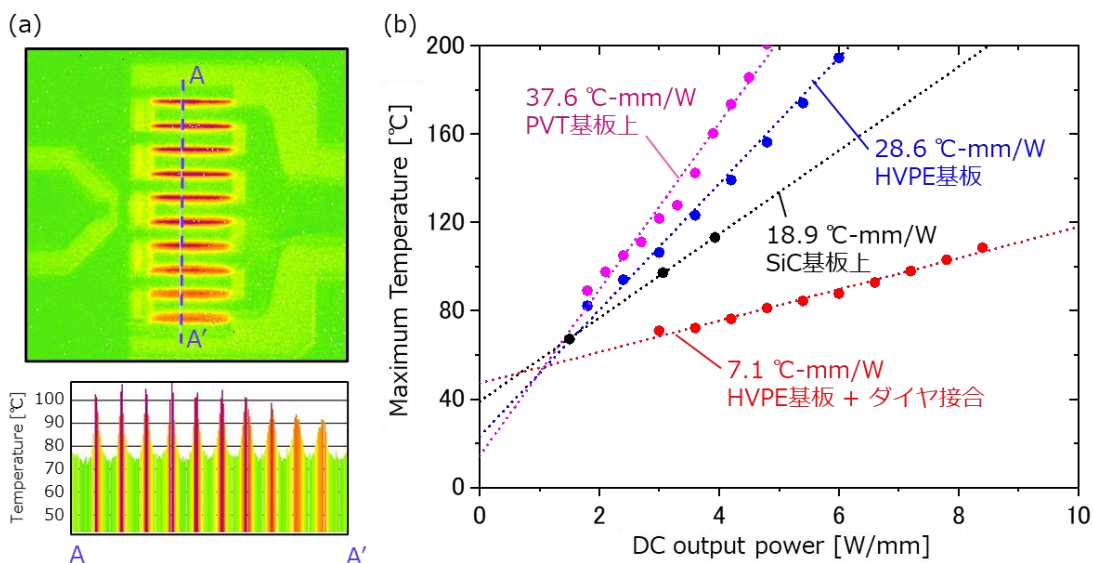 (a)
A
A'
Temperature [℃]
100
90
80
70
60
50
A
A'
(b)
Maximum Temperature [℃]
200
160
120
80
40
0
37.6 ℃-mm/W
PVT基板上
28.6 ℃-mm/W
HVPE基板
18.9 ℃-mm/W
SiC基板上
7.1 ℃-mm/W
HVPE基板 + ダイヤ接合
0
2
4
6
8
10
DC output power [W/mm]